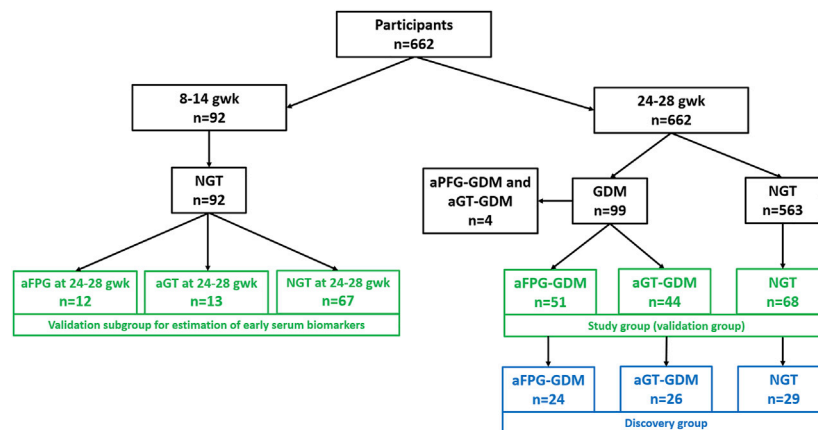 Participants
n=662
8-14 gwk
n=92
24-28 gwk
n=662
NGT
n=92
aPFG-GDM and
aGT-GDM
n=4
GDM
n=99
NGT
n=563
aFPG at 24-28 gwk
n=12
aGT at 24-28 gwk
n=13
NGT at 24-28 gwk
n=67
Validation subgroup for estimation of early serum biomarkers
aFPG-GDM
n=51
aGT-GDM
n=44
NGT
n=68
Study group (validation group)
aFPG-GDM
n=24
aGT-GDM
n=26
NGT
n=29
Discovery group